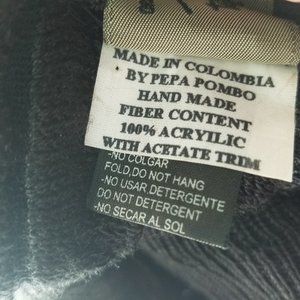 MADE IN COLOMBIA
BY PEPA POMBO
HAND MADE
FIBER CONTENT
100% ACRYILIC
WITH ACETATE TRIM
-NO COLGAR
FOLD,DO NOT HANG
-NO USAR DETERGENTE
DO NOT DETERGENT
-NO SECAR AL SOL